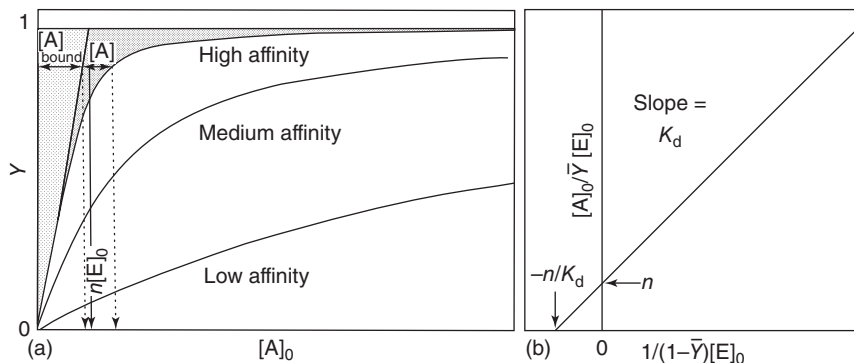 1
[A]
bound
[A]
High affinity
Medium affinity
Y
n[E]0
Low affinity
0
(a)
[A]0
[A]0/Ȳ [E]0
Slope =
Kd
–n/Kd
n
(b)
0
1/(1–Ȳ)[E]0